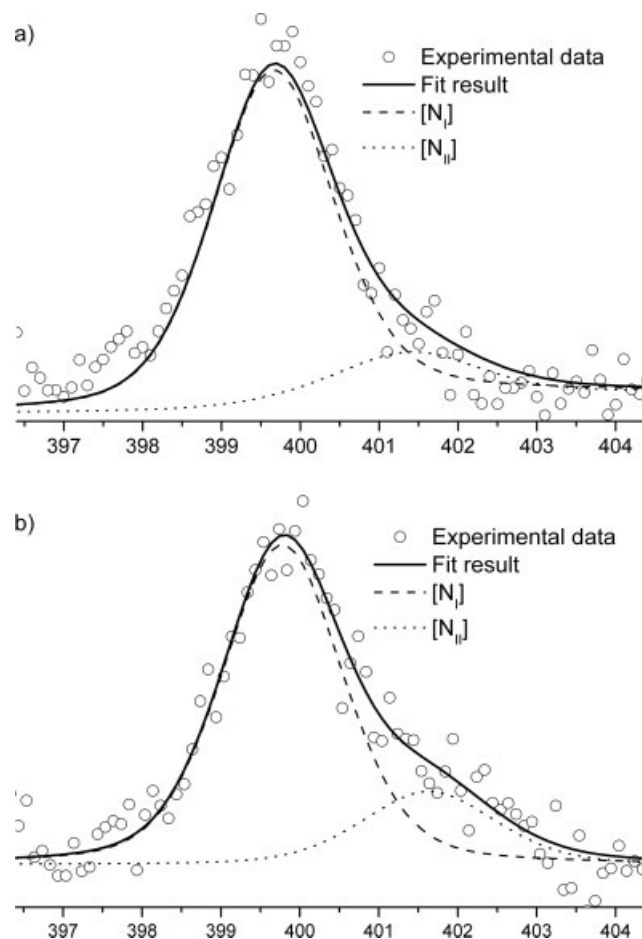 a)
Experimental data
Fit result
[N_I]
[N_II]
397 398 399 400 401 402 403 404
b)
Experimental data
Fit result
[N_I]
[N_II]
397 398 399 400 401 402 403 404